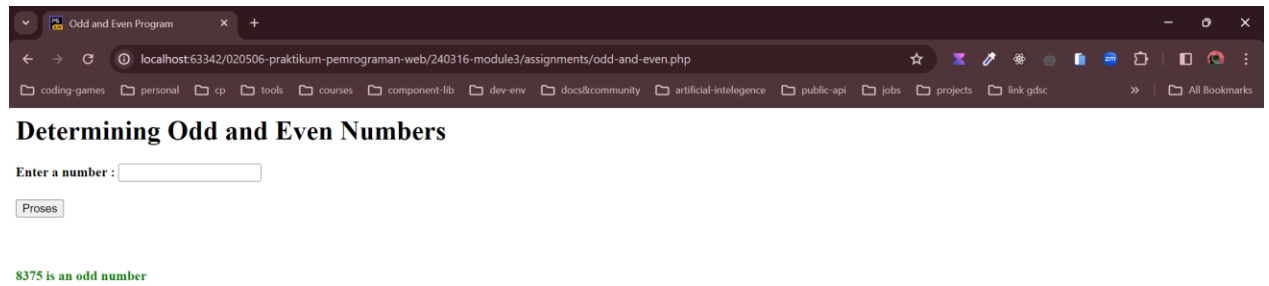 Odd and Even Program
localhost:63342/020506-praktikum-pemrograman-web/240316-module3/assignments/odd-and-even.php
zm
coding-games personal cp tools courses component-lib dev-env docs&community artificial-intelegence public-api jobs projects link gdsc » All Bookmarks
Determining Odd and Even Numbers
Enter a number :
Proses
8375 is an odd number